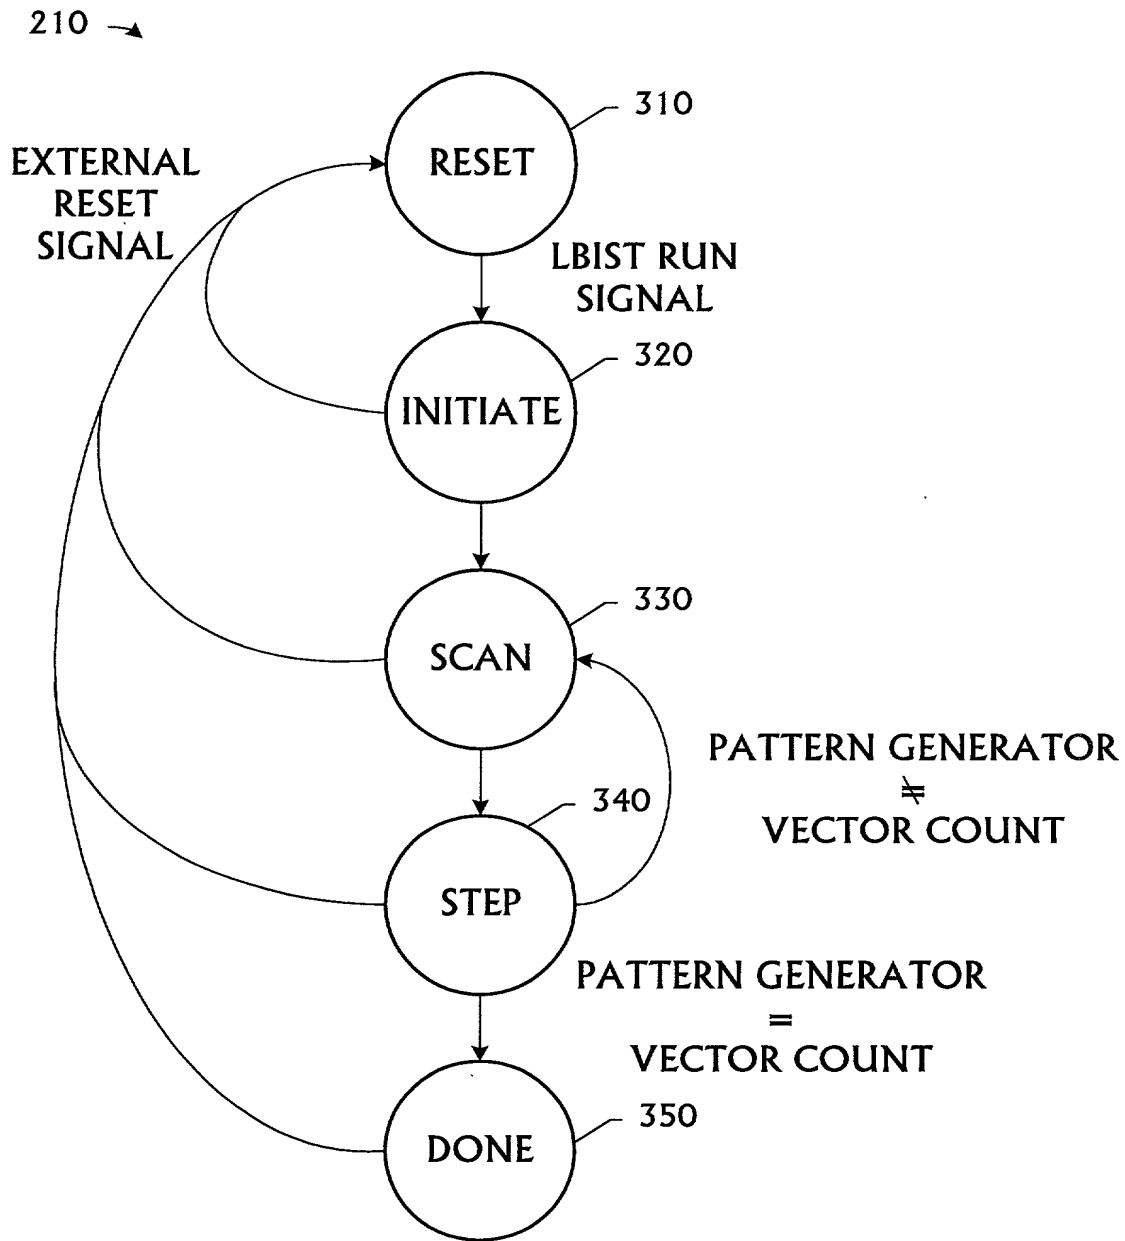 210
310
RESET
EXTERNAL
RESET
SIGNAL
LBIST RUN
SIGNAL
320
INITIATE
330
SCAN
PATTERN GENERATOR
≠
VECTOR COUNT
340
STEP
PATTERN GENERATOR
=
VECTOR COUNT
350
DONE